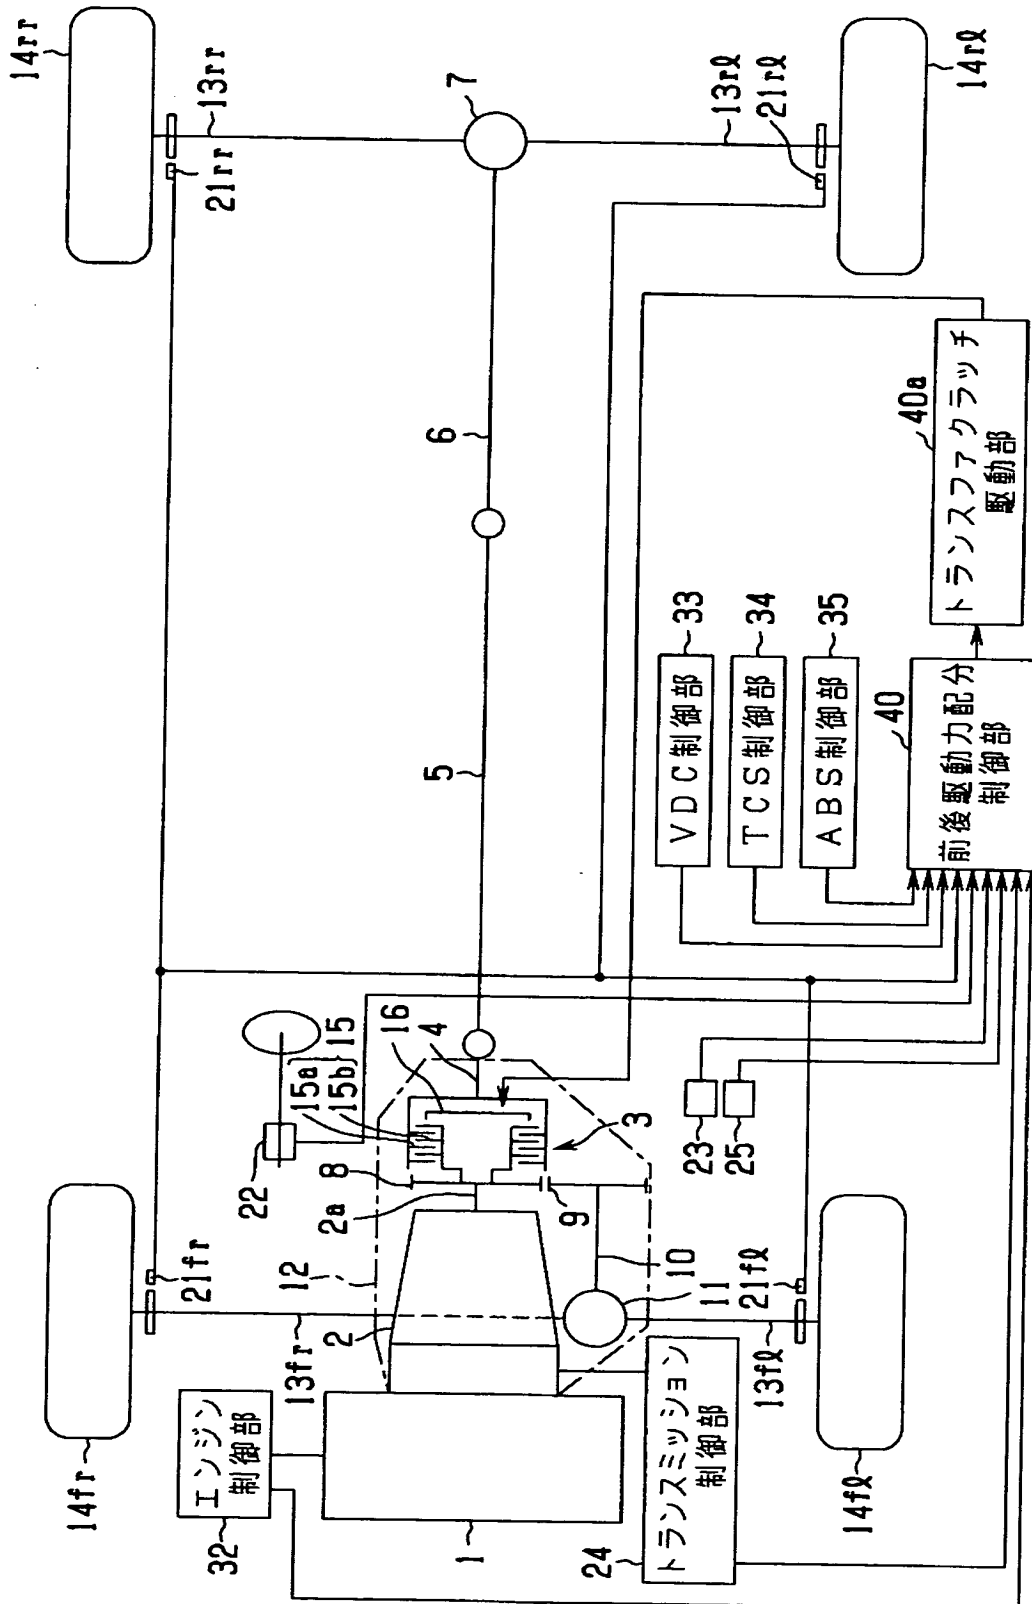 14fr
21fr
13fr
エンジン
制御部
32
1
2
12
2a
8
22
15a
15b
15
16
4
3
9
10
11
21fℓ
13fℓ
14fℓ
トランスミッション
制御部
24
23
25
5
6
7
14rr
13rr
21rr
13rℓ
21rℓ
14rℓ
VDC制御部
33
TCS制御部
34
ABS制御部
35
前後駆動力配分
制御部
40
トランスファクラッチ
駆動部
40a